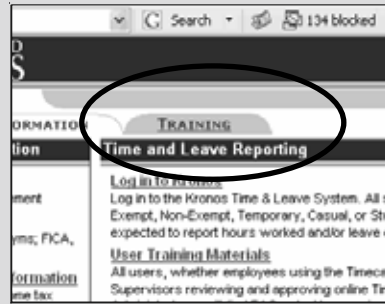 G Search 134 blocked
D
S
ORMATION TRAINING
tion Time and Leave Reporting
Log in to Kronos
ment Log in to the Kronos Time & Leave System. All s
Exempt, Non-Exempt, Temporary, Casual, or St
yms; FICA, expected to report hours worked and/or leave
User Training Materials
formation All users, whether employees using the Timeca
me tax Supervisors reviewing and approving online Ti